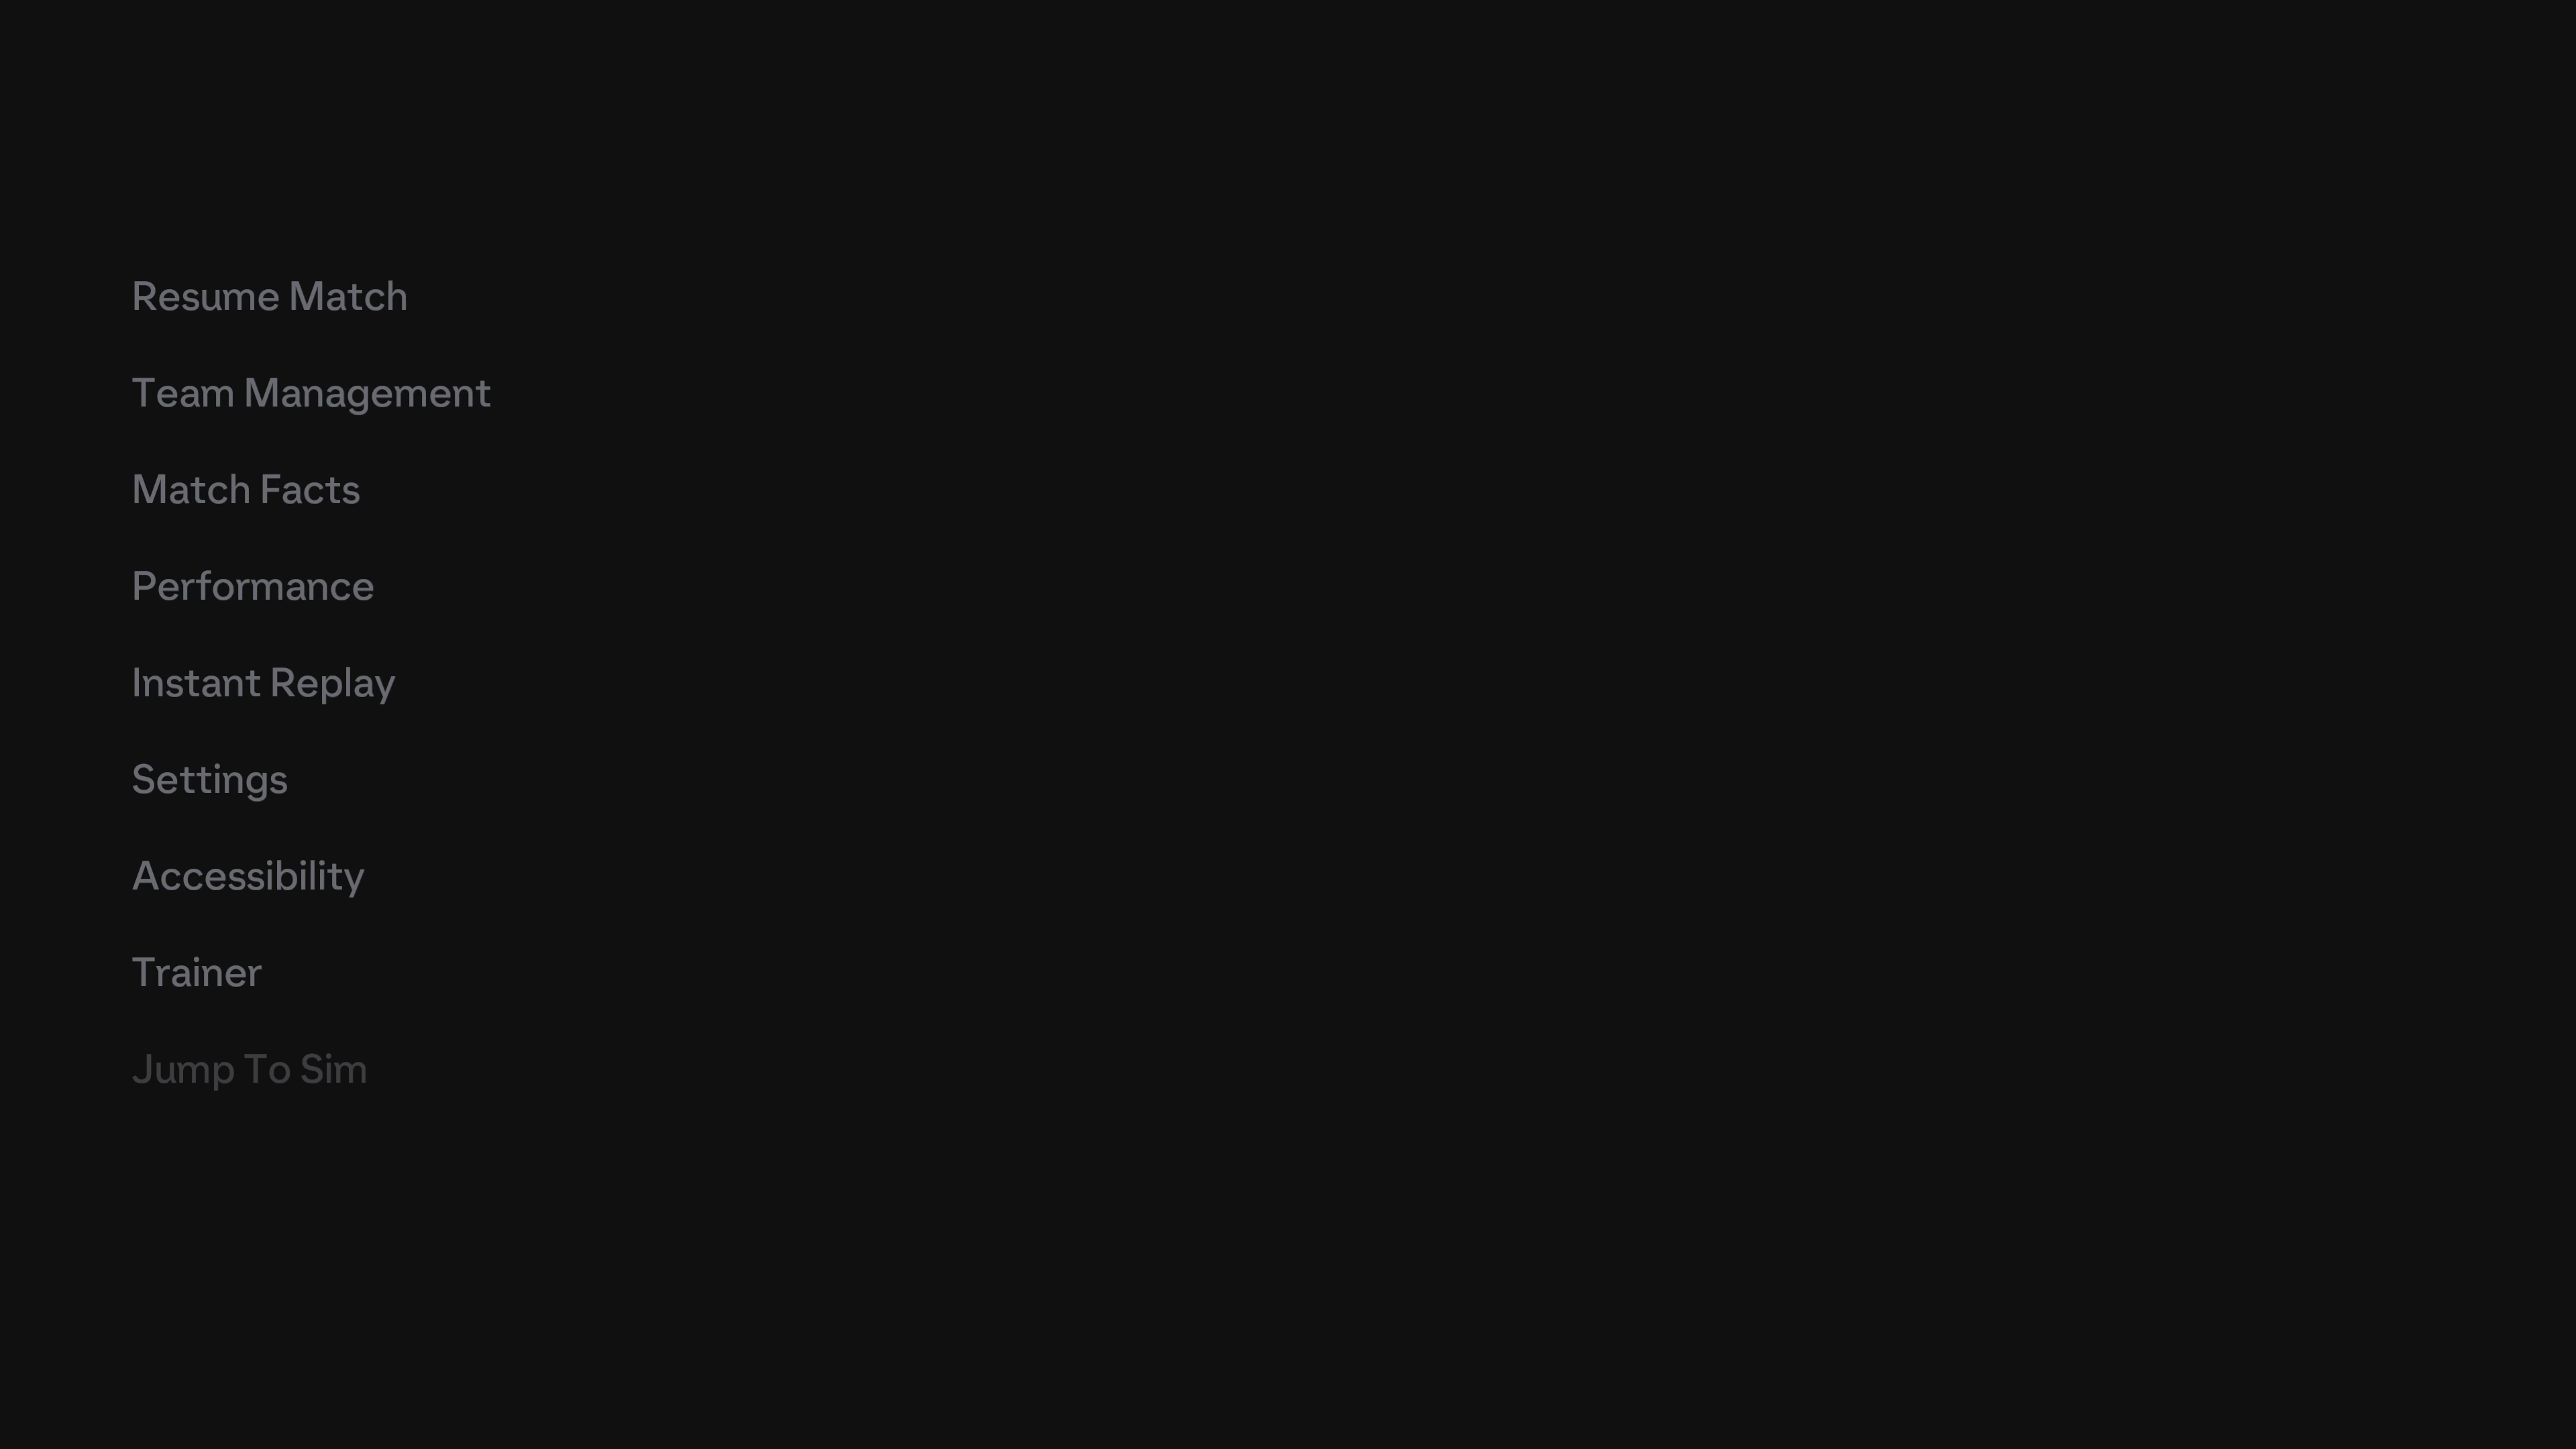 Resume Match
Team Management
Match Facts
Performance
Instant Replay
Settings
Accessibility
Trainer
Jump To Sim